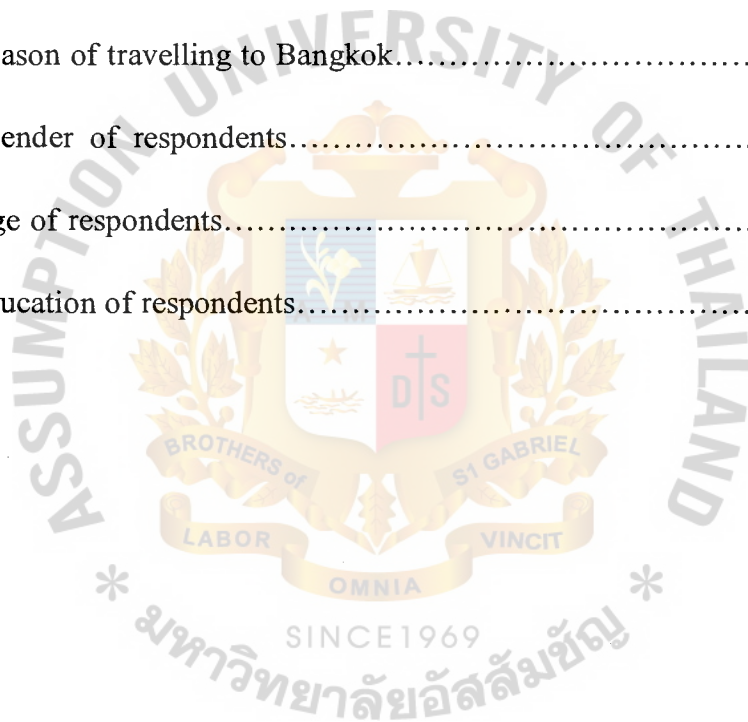 ason of travelling to Bangkok..............................
ender of respondents..........................................
ge of respondents................................................
ucation of respondents.........................................
ASSUMPTION UNIVERSITY OF THAILAND
A M
D S
BROTHERS of
S1 GABRIEL
LABOR
VINCIT
OMNIA
* SINCE1969 *
มหาวิทยาลัยอัสสัมชัญ